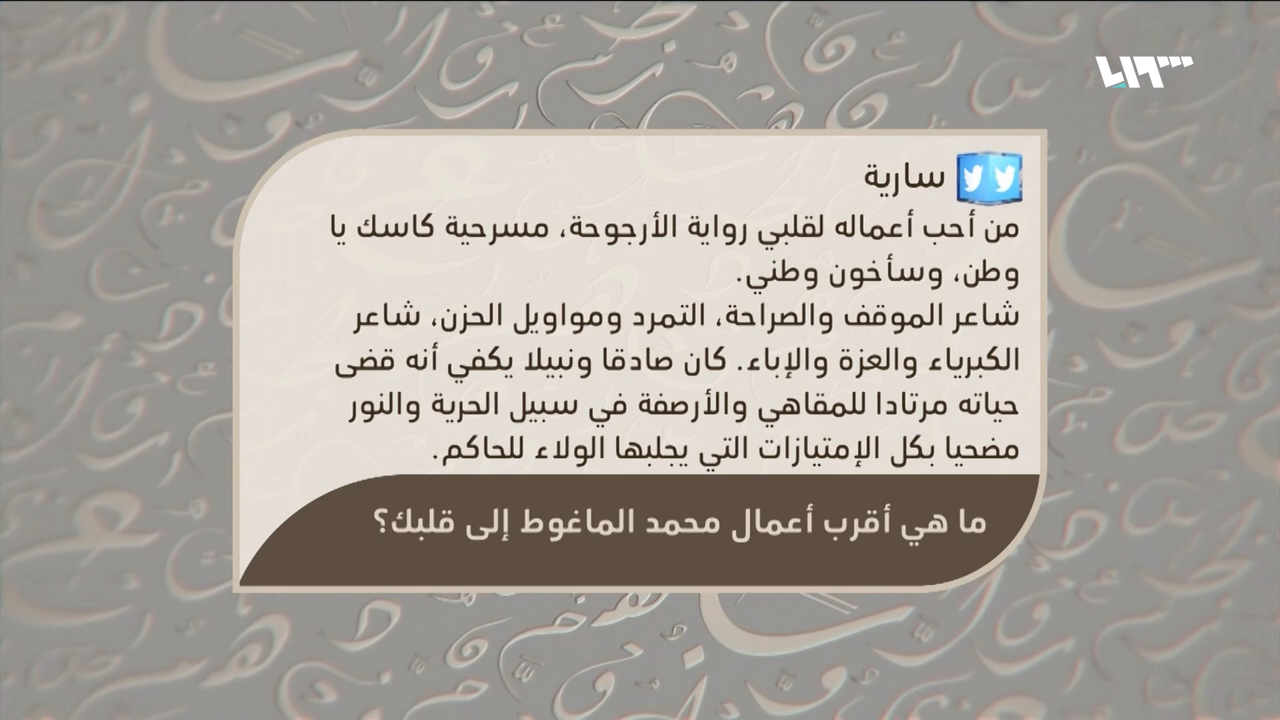 سارية
من أحب أعماله لقلبي رواية الأرجوحة، مسرحية كاسك يا
وطن، وسأخون وطني.
شاعر الموقف والصراحة، التمرد ومواويل الحزن، شاعر
الكبرياء والعزة والإباء. كان صادقا ونبيلا يكفي أنه قضى
حياته مرتادا للمقاهي والأرصفة في سبيل الحرية والنور
مضحيا بكل الإمتيازات التي يجلبها الولاء للحاكم.
ما هي أقرب أعمال محمد الماغوط إلى قلبك؟